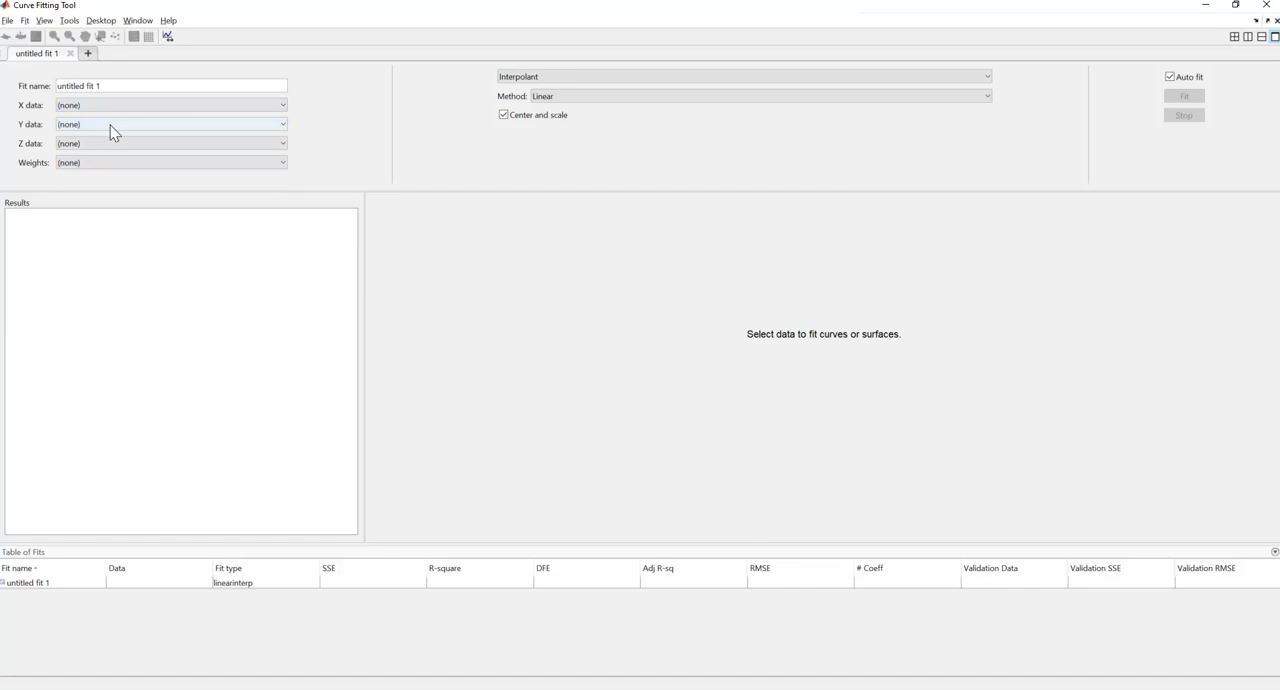 Curve Fitting Tool
File Fit View Tools Desktop Window Help
untitled fit 1
Fit name: untitled fit 1
X data: (none)
Y data: (none)
Z data: (none)
Weights: (none)
Interpolant
Method: Linear
Center and scale
Auto fit
Fit
Stop
Results
Select data to fit curves or surfaces.
Table of Fits
Fit name Data Fit type SSE R-square DFE Adj R-sq RMSE # Coeff Validation Data Validation SSE Validation RMSE
untitled fit 1 linearinterp